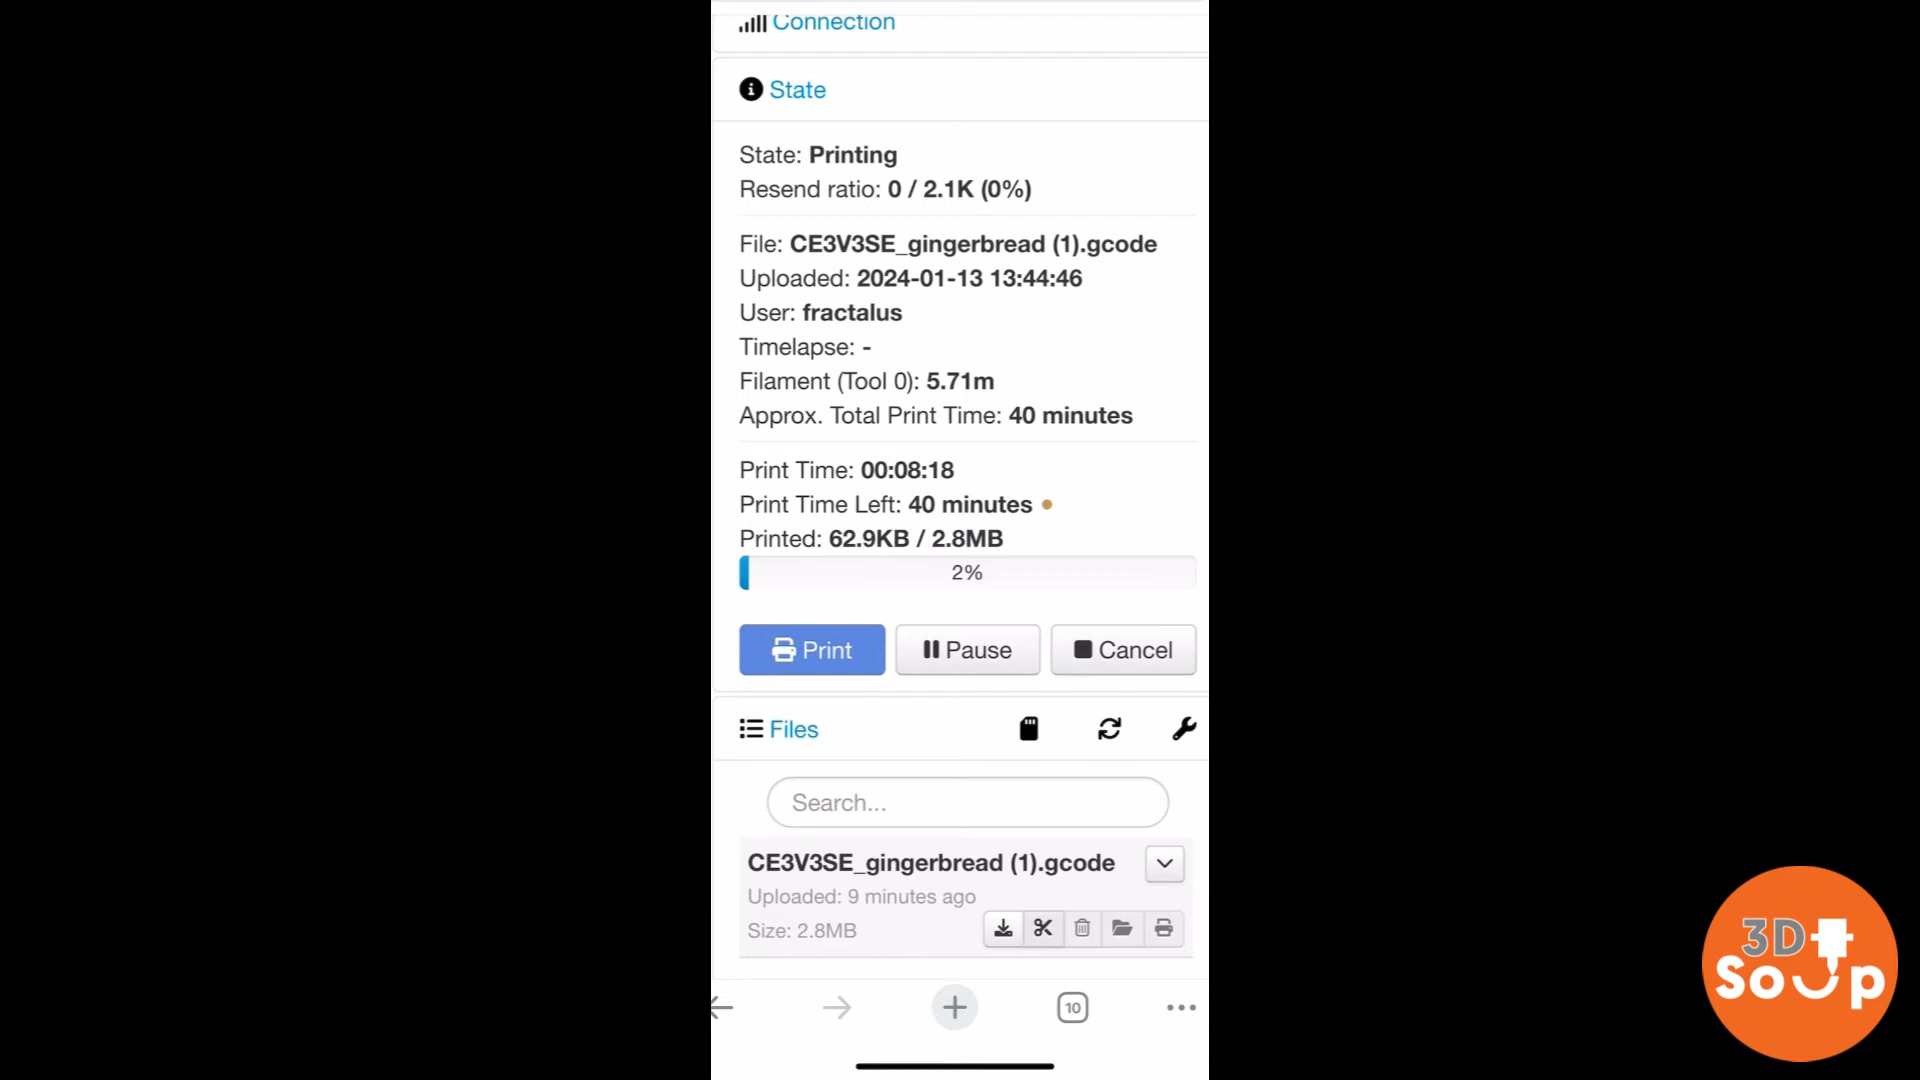 Connection
State
State: Printing
Resend ratio: 0 / 2.1K (0%)
File: CE3V3SE_gingerbread (1).gcode
Uploaded: 2024-01-13 13:44:46
User: fractalus
Timelapse: -
Filament (Tool 0): 5.71m
Approx. Total Print Time: 40 minutes
Print Time: 00:08:18
Print Time Left: 40 minutes
Printed: 62.9KB / 2.8MB
2%
Print Pause Cancel
Files
Search...
CE3V3SE_gingerbread (1).gcode
Uploaded: 9 minutes ago
Size: 2.8MB
10
3D
Soup